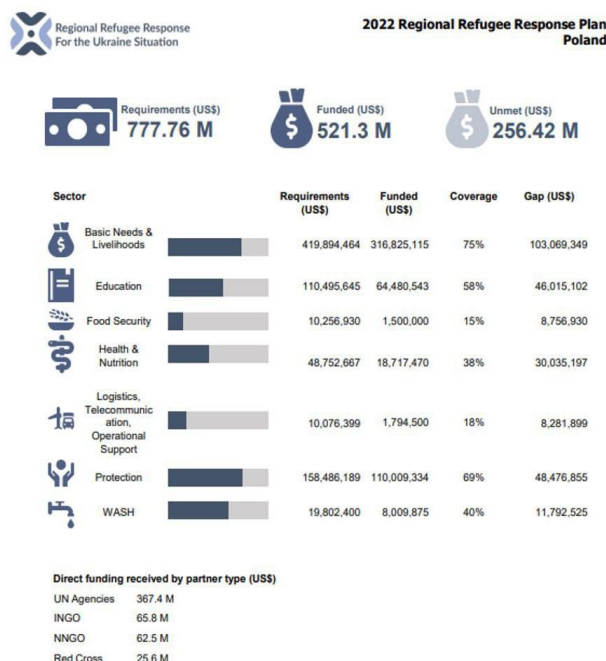 Regional Refugee Response
For the Ukraine Situation
2022 Regional Refugee Response Plan
Poland
Requirements (US$)
777.76 M
Funded (US$)
521.3 M
Unmet (US$)
256.42 M
Sector Requirements (US$) Funded (US$) Coverage Gap (US$)
Basic Needs &
Livelihoods 419,894,464 316,825,115 75% 103,069,349
Education 110,495,645 64,480,543 58% 46,015,102
Food Security 10,256,930 1,500,000 15% 8,756,930
Health &
Nutrition 48,752,667 18,717,470 38% 30,035,197
Logistics,
Telecommunic
ation,
Operational
Support 10,076,399 1,794,500 18% 8,281,899
Protection 158,486,189 110,009,334 69% 48,476,855
WASH 19,802,400 8,009,875 40% 11,792,525
Direct funding received by partner type (US$)
UN Agencies 367.4 M
INGO 65.8 M
NNGO 62.5 M
Red Cross 25.6 M